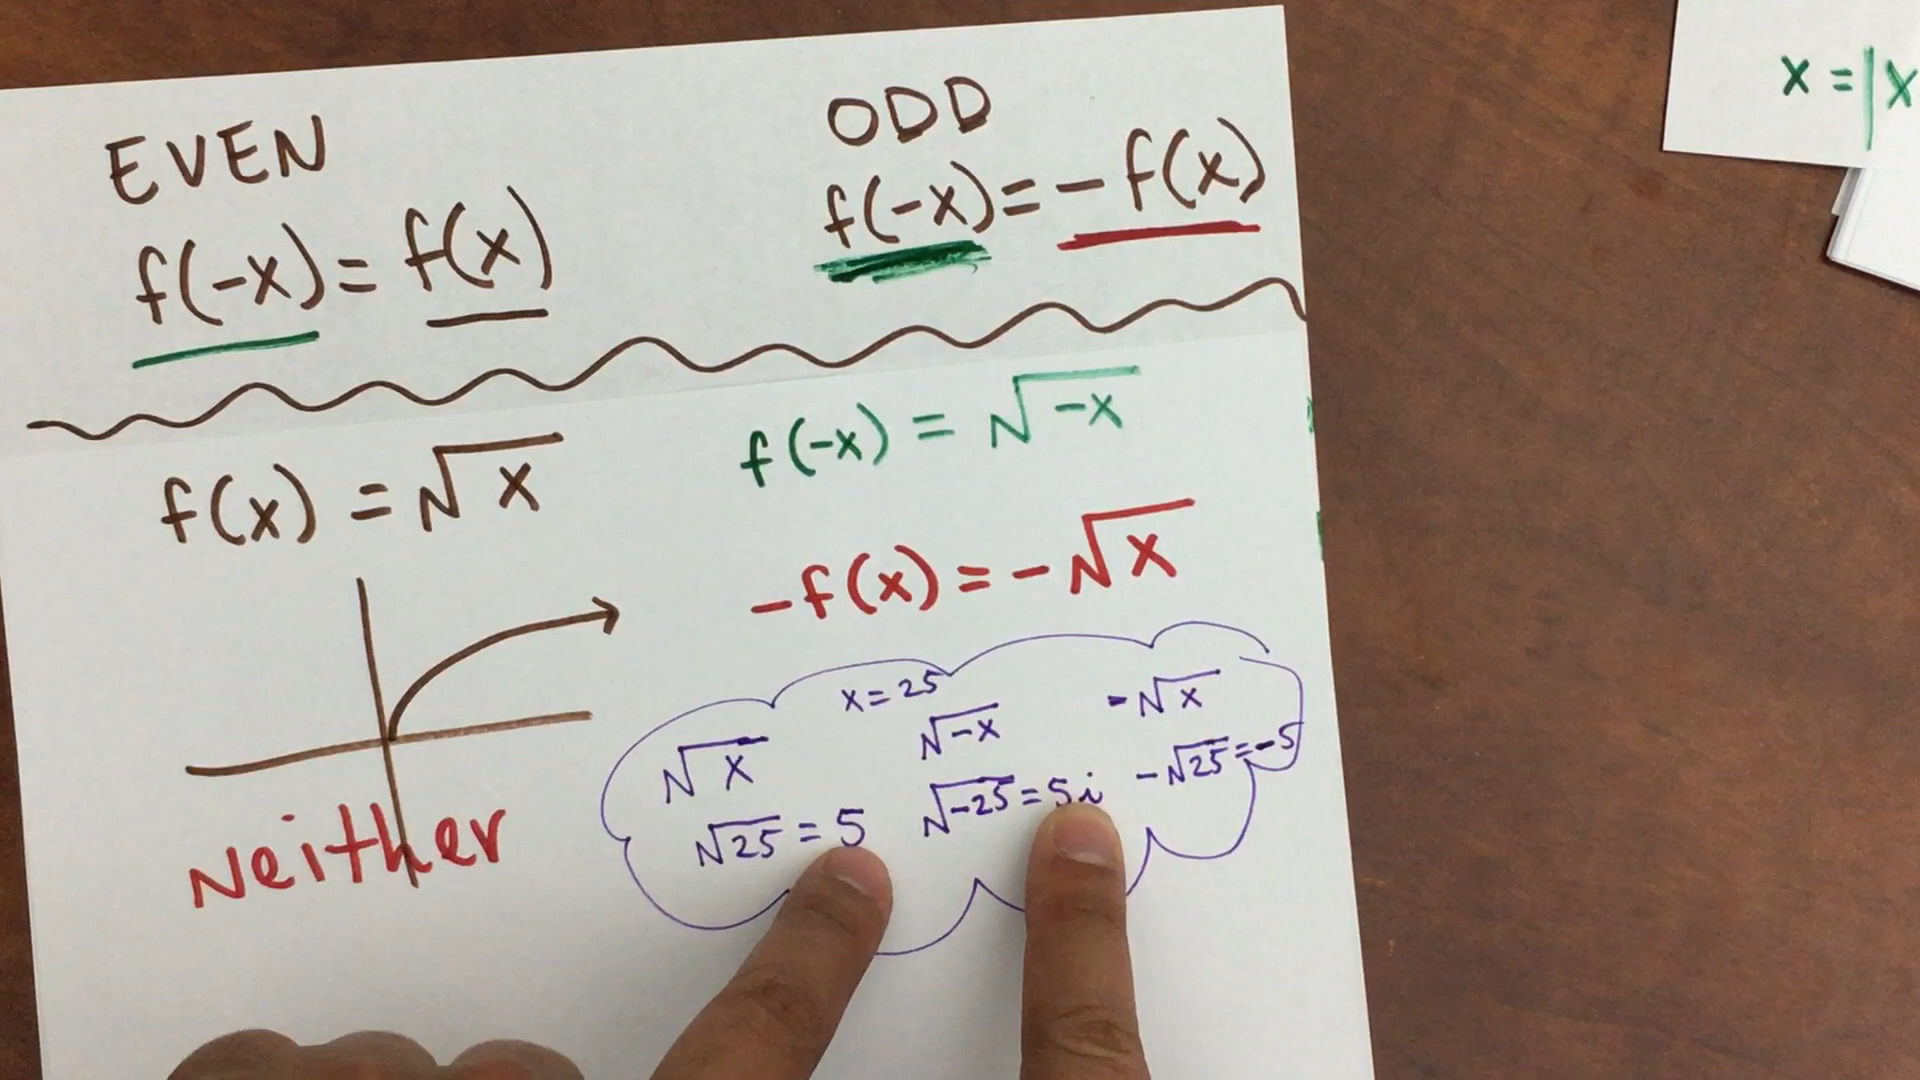 EVEN
f(-x) = f(x)
ODD
f(-x) = - f(x)
f(x) = √x
Neither
f(-x) = √-x
-f(x) = -√x
x = 25
√x
√25 = 5
√-x
√-25 = 5i
-√x
-√25 = -5
x = |x